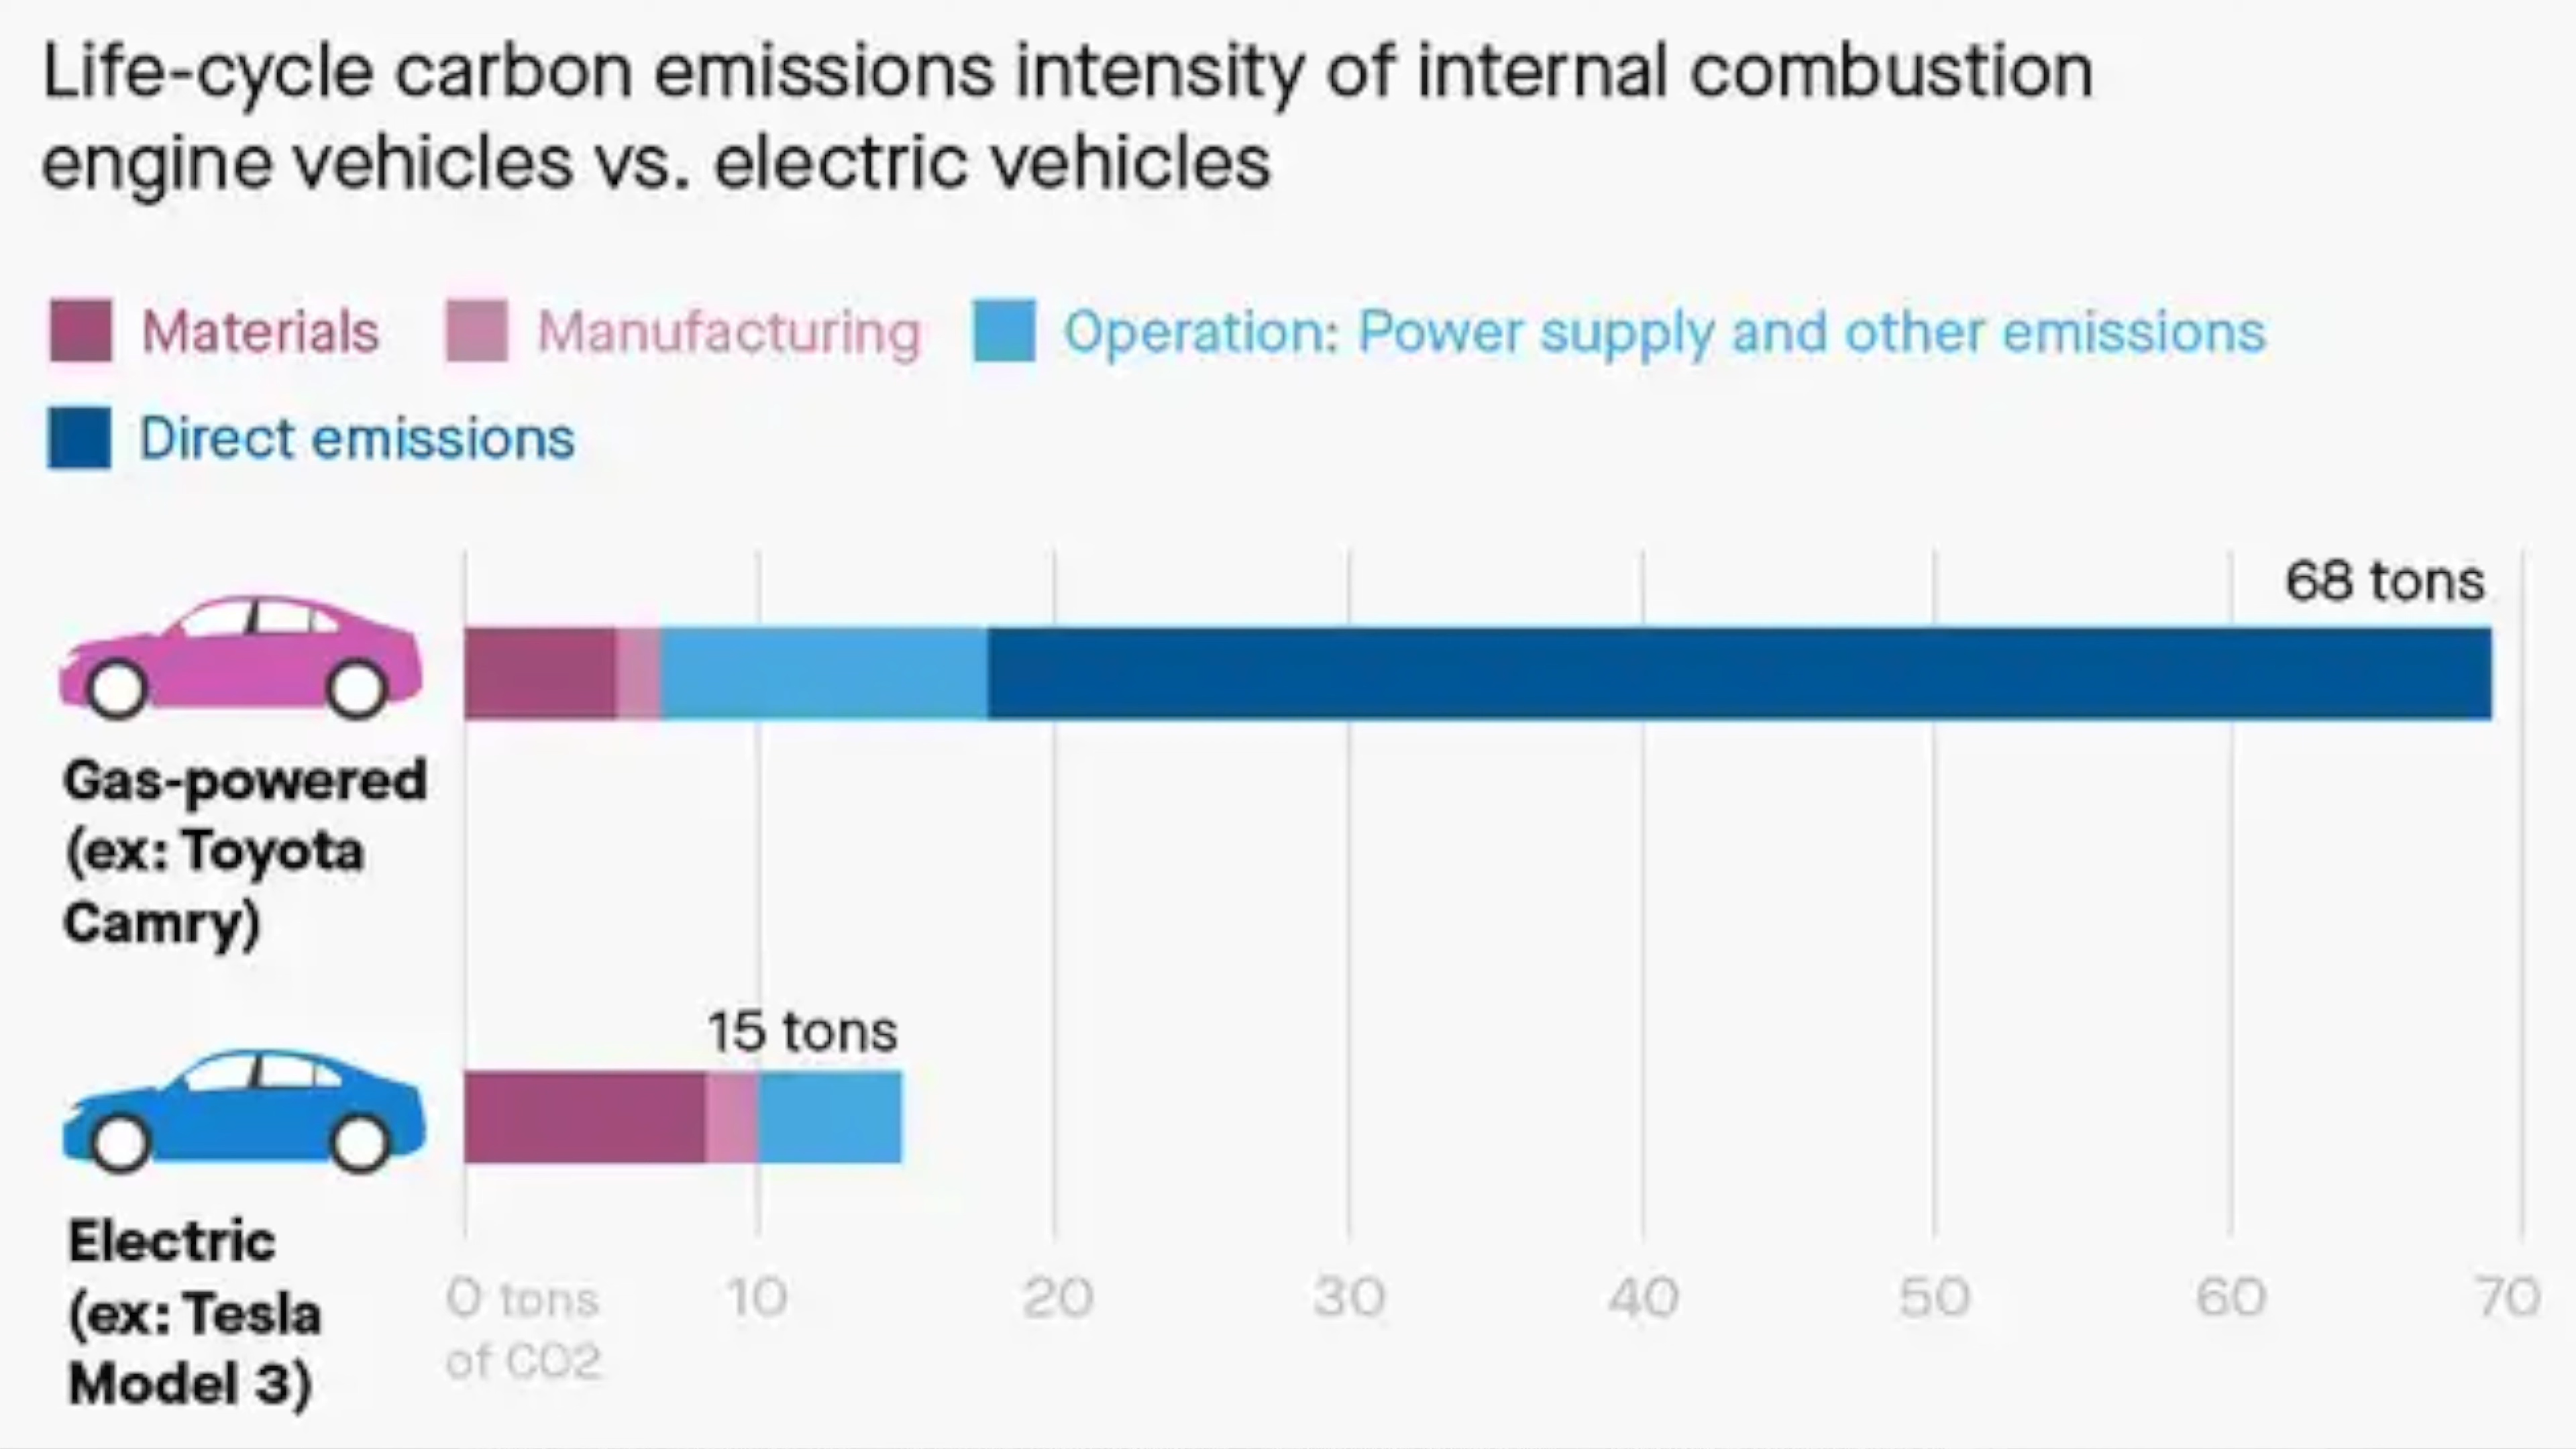 Life-cycle carbon emissions intensity of internal combustion
engine vehicles vs. electric vehicles
Materials
Manufacturing
Operation: Power supply and other emissions
Direct emissions
68 tons
Gas-powered
(ex: Toyota
Camry)
15 tons
Electric
(ex: Tesla
Model 3)
0 tons
of CO2
10
20
30
40
50
60
70